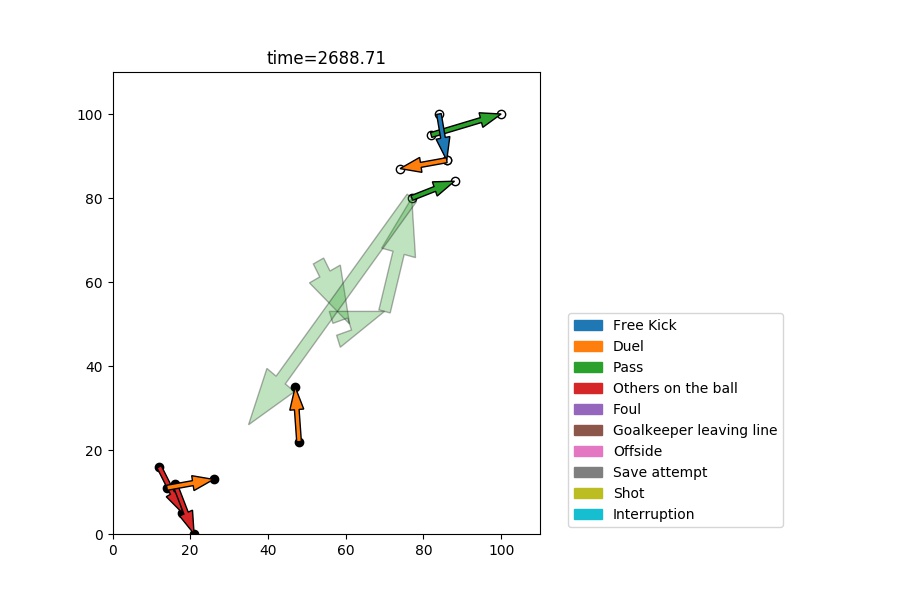 time=2688.71
100
80
60
40
20
0
0
20
40
60
80
100
Free Kick
Duel
Pass
Others on the ball
Foul
Goalkeeper leaving line
Offside
Save attempt
Shot
Interruption